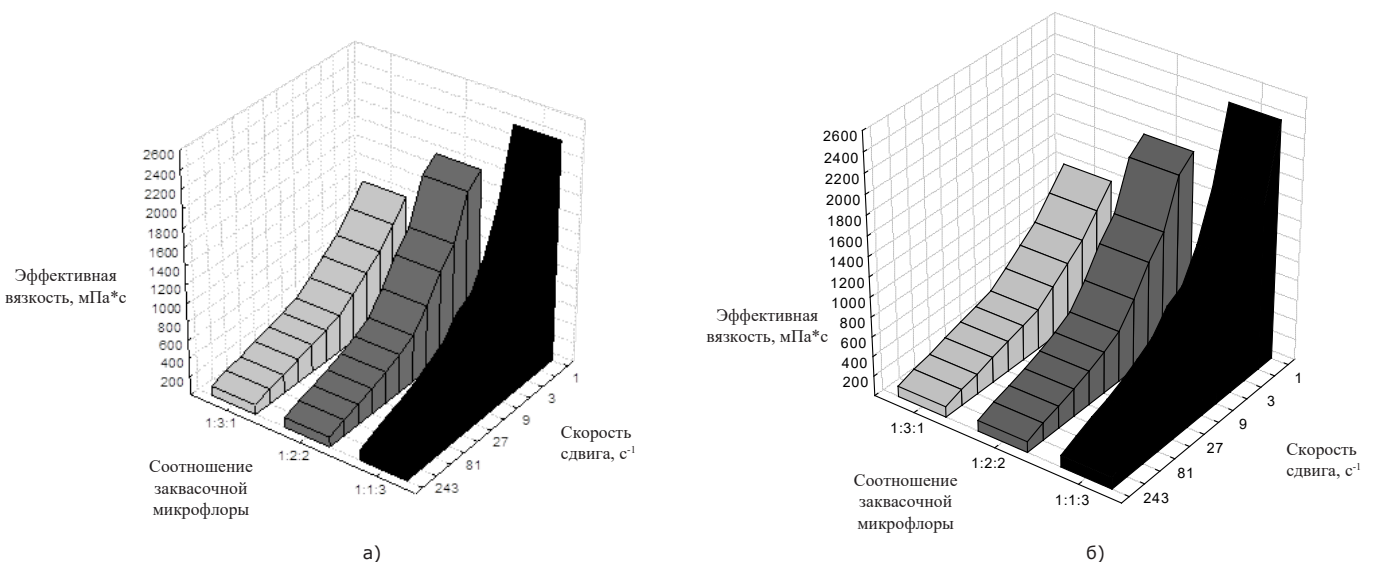 2600
2400
2200
2000
1800
1600
1400
1200
1000
800
600
400
200
Эффективная
вязкость, мПа*с
1:3:1
1:2:2
1:1:3
Соотношение
заквасочной
микрофлоры
243
81
27
9
3
1
Скорость
сдвига, с-1
а)
2600
2400
2200
2000
1800
1600
1400
1200
1000
800
600
400
200
Эффективная
вязкость, мПа*с
1:3:1
1:2:2
1:1:3
Соотношение
заквасочной
микрофлоры
243
81
27
9
3
1
Скорость
сдвига, с-1
б)